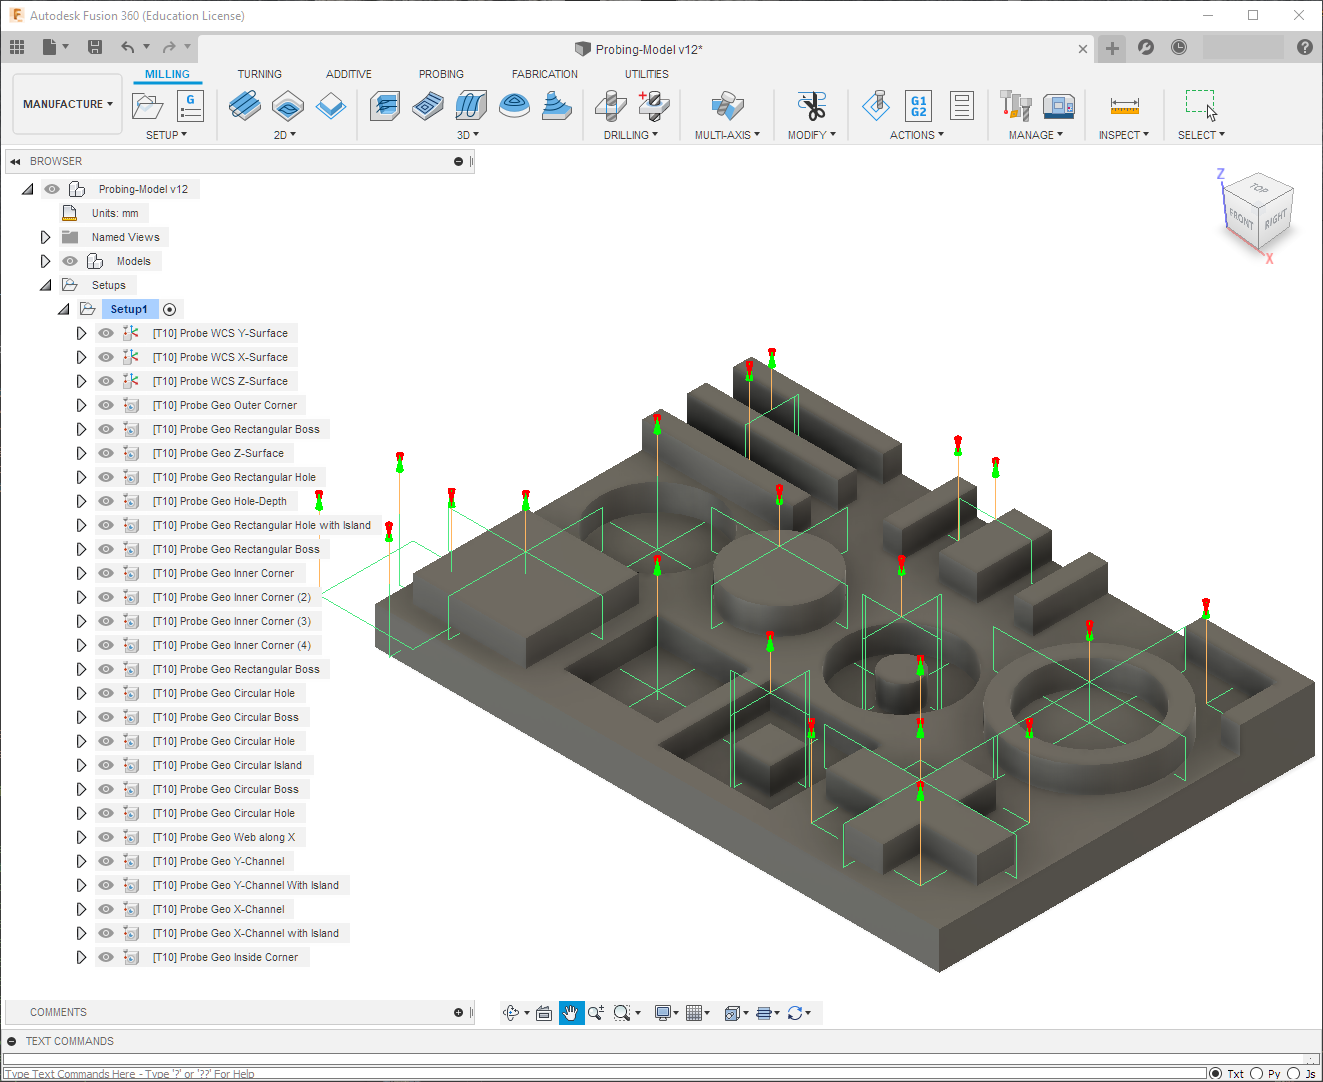 Autodesk Fusion 360 (Education License)
Probing-Model v12*
MANUFACTURE
MILLING TURNING ADDITIVE PROBING FABRICATION UTILITIES
G
G1
G2
SETUP 2D 3D DRILLING MULTI-AXIS MODIFY ACTIONS MANAGE INSPECT SELECT
BROWSER
Probing-Model v12
Units: mm
Named Views
Models
Setups
Setup1
[T10] Probe WCS Y-Surface
[T10] Probe WCS X-Surface
[T10] Probe WCS Z-Surface
[T10] Probe Geo Outer Corner
[T10] Probe Geo Rectangular Boss
[T10] Probe Geo Z-Surface
[T10] Probe Geo Rectangular Hole
[T10] Probe Geo Hole-Depth
[T10] Probe Geo Rectangular Hole with Island
[T10] Probe Geo Rectangular Boss
[T10] Probe Geo Inner Corner
[T10] Probe Geo Inner Corner (2)
[T10] Probe Geo Inner Corner (3)
[T10] Probe Geo Inner Corner (4)
[T10] Probe Geo Rectangular Boss
[T10] Probe Geo Circular Hole
[T10] Probe Geo Circular Boss
[T10] Probe Geo Circular Hole
[T10] Probe Geo Circular Island
[T10] Probe Geo Circular Boss
[T10] Probe Geo Circular Hole
[T10] Probe Geo Web along X
[T10] Probe Geo Y-Channel
[T10] Probe Geo Y-Channel With Island
[T10] Probe Geo X-Channel
[T10] Probe Geo X-Channel with Island
[T10] Probe Geo Inside Corner
Z
TOP
FRONT
RIGHT
X
COMMENTS
TEXT COMMANDS
Type Text Commands Here - Type '?' or '??' For Help
Txt Py Js